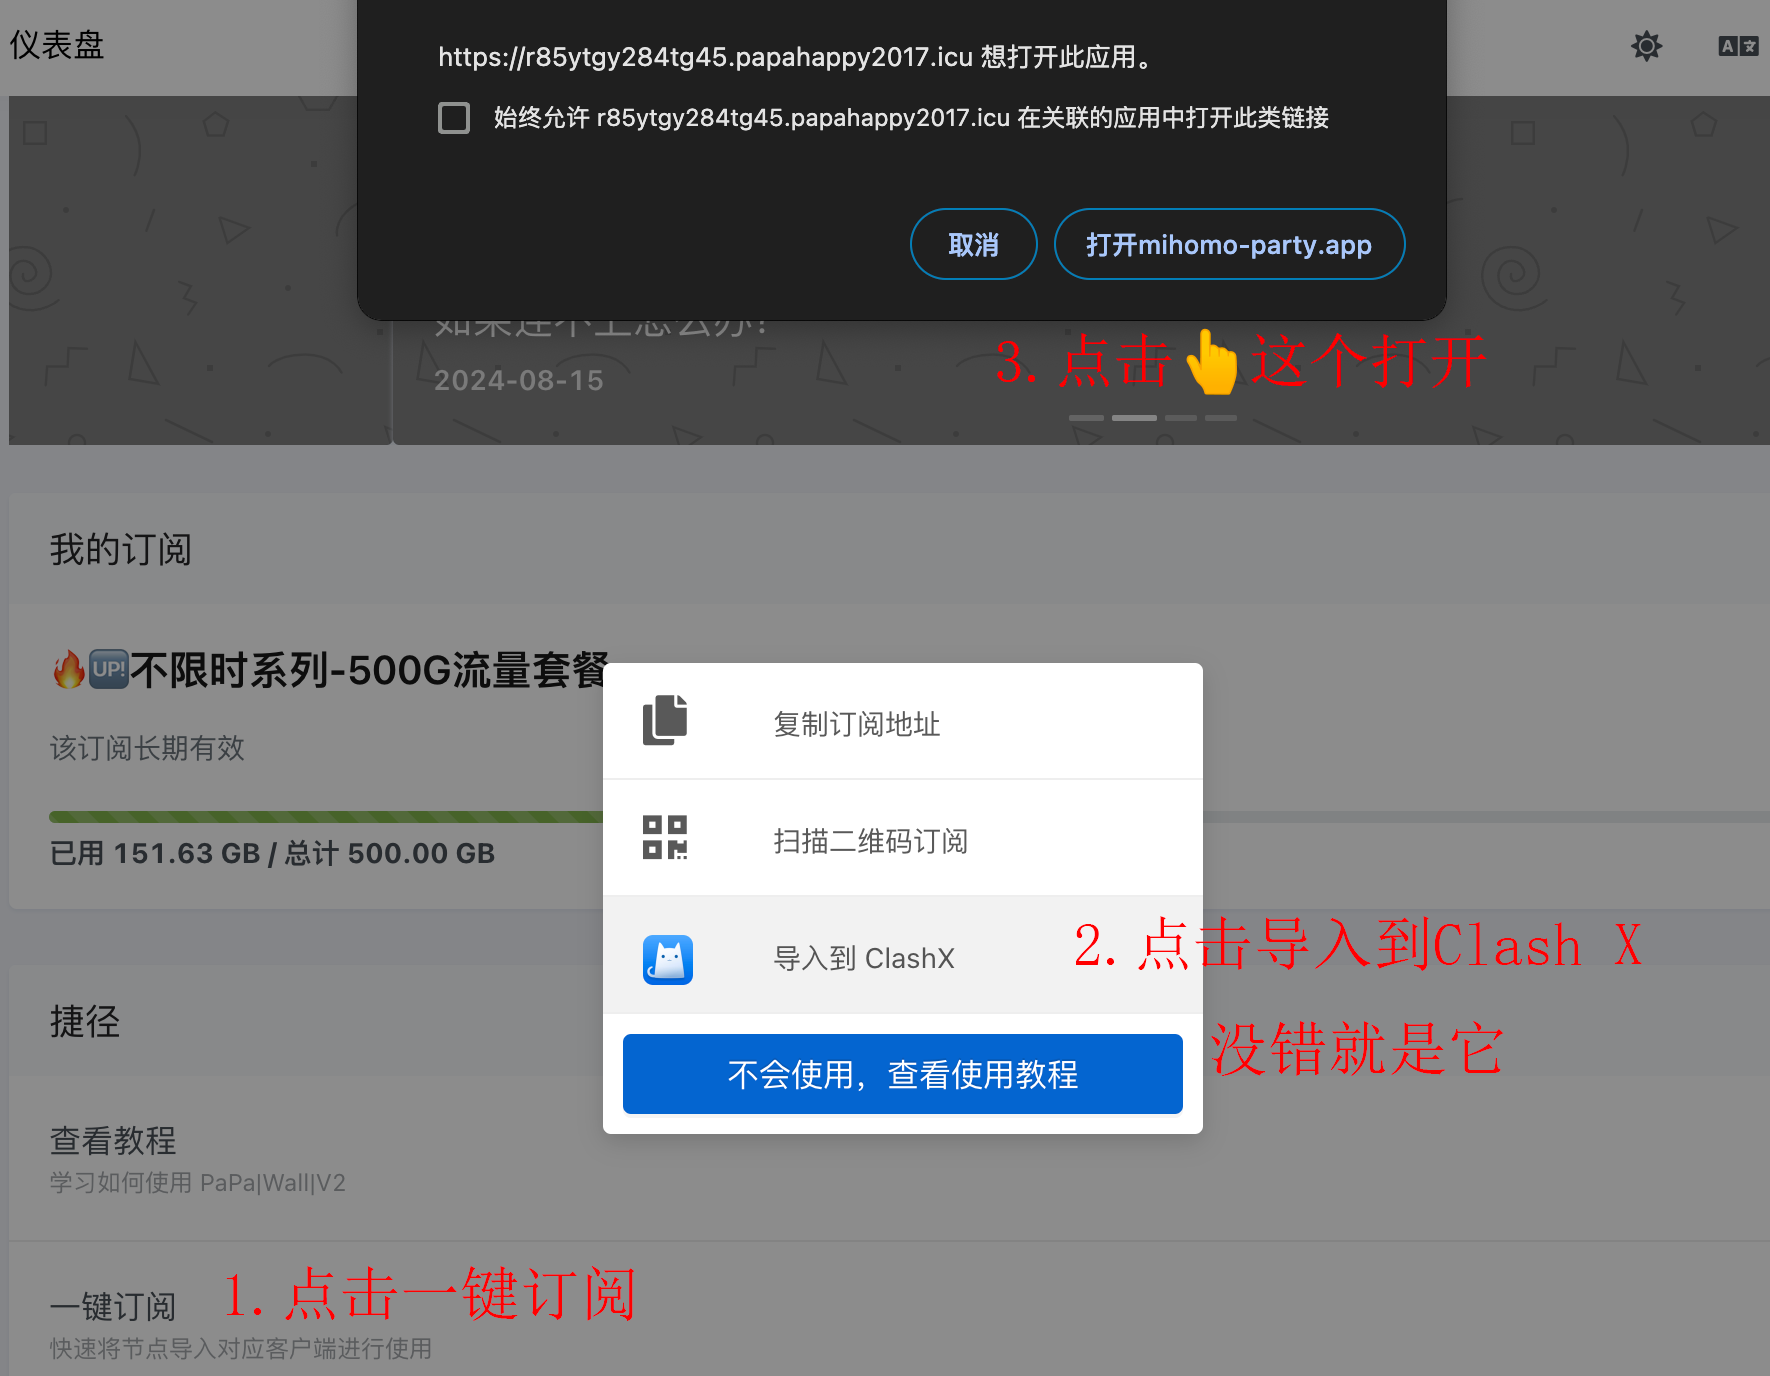 仪表盘
https://r85ytgy284tg45.papahappy2017.icu 想打开此应用。
始终允许 r85ytgy284tg45.papahappy2017.icu 在关联的应用中打开此类链接
取消
打开mihomo-party.app
如果连不上怎么办！
2024-08-15
3. 点击👆这个打开
我的订阅
🔥🆙不限时系列-500G流量套餐
该订阅长期有效
已用 151.63 GB / 总计 500.00 GB
复制订阅地址
扫描二维码订阅
导入到 ClashX
2. 点击导入到Clash X
没错就是它
不会使用，查看使用教程
捷径
查看教程
学习如何使用 PaPa|Wall|V2
一键订阅
1. 点击一键订阅
快速将节点导入对应客户端进行使用